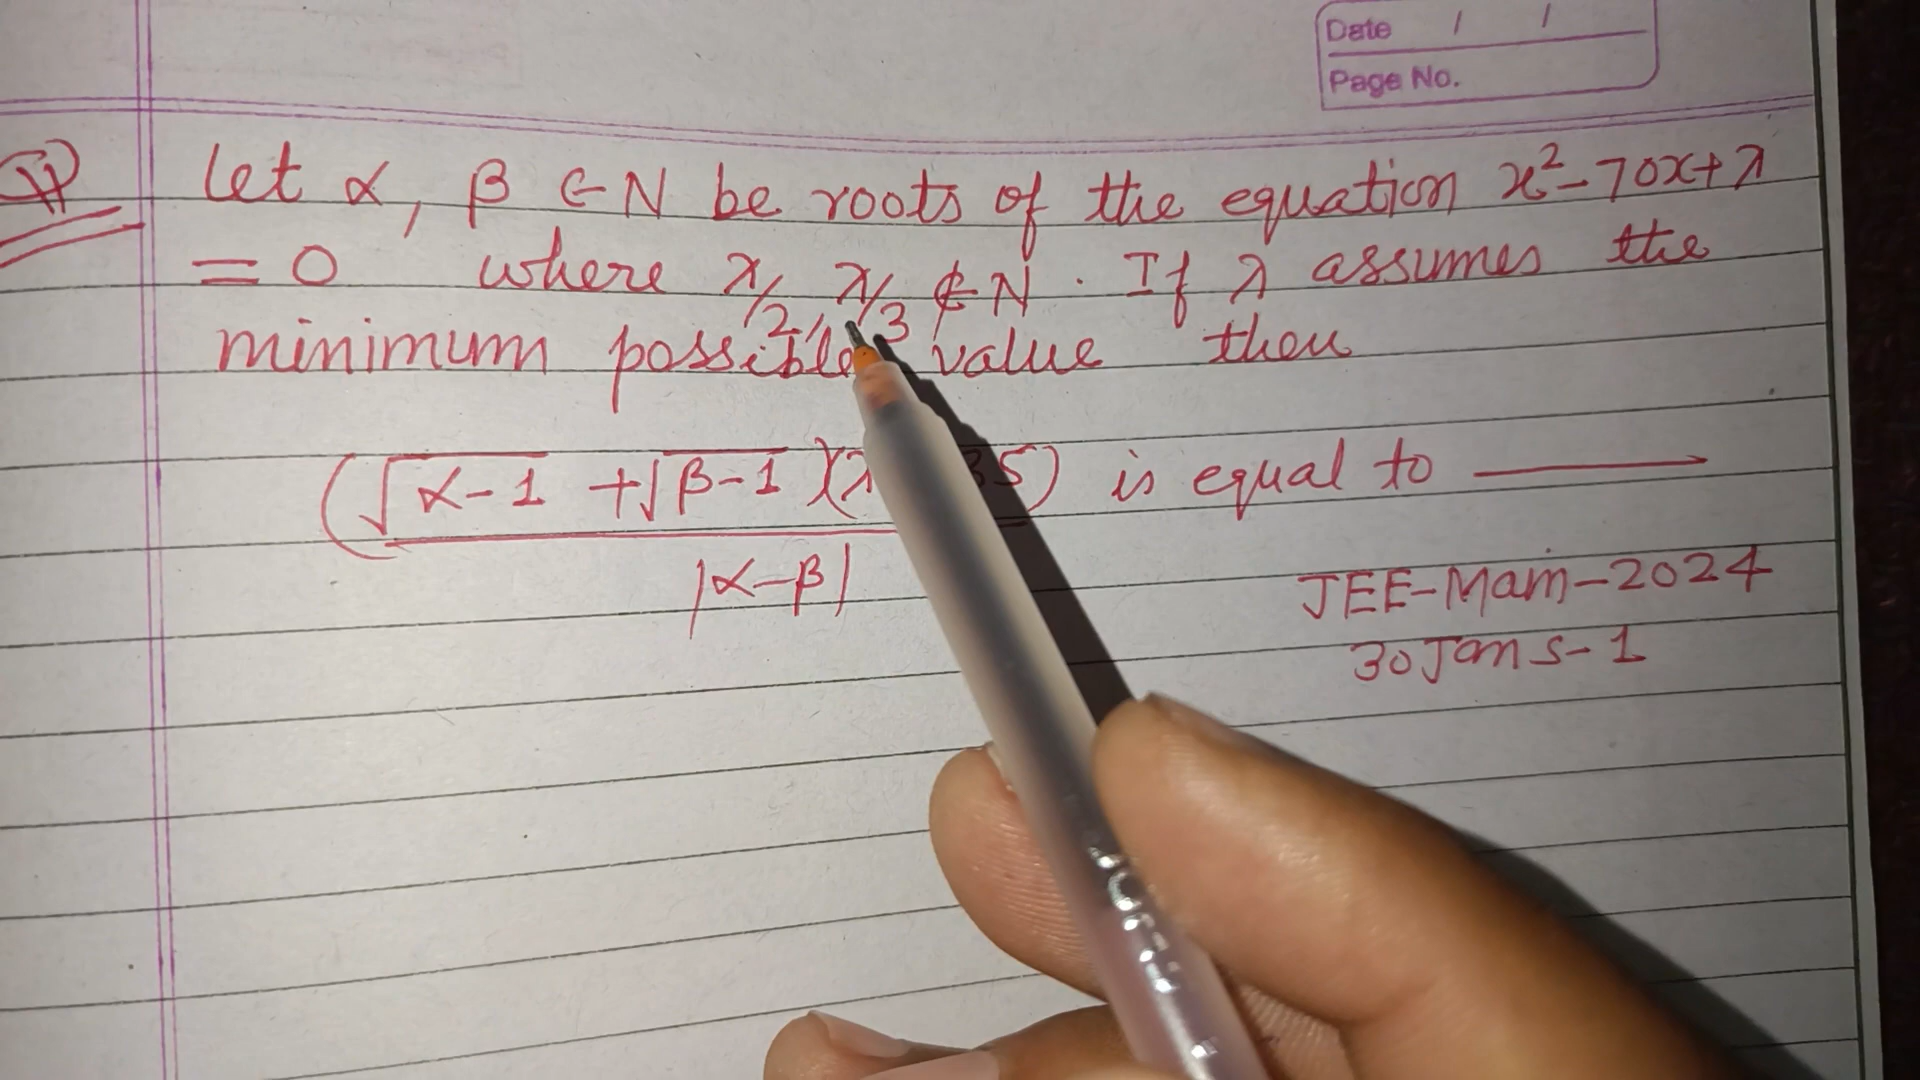 Date / /
Page No.
Q) Let α, β ∈ N be roots of the equation x²-70x+λ
= 0 where λ/2, λ/3 ∉ N. If λ assumes the
minimum possible value then
(√α-1 + √β-1)(λ 35) is equal to
|α-β|
JEE-Main-2024
30 Jan S-1